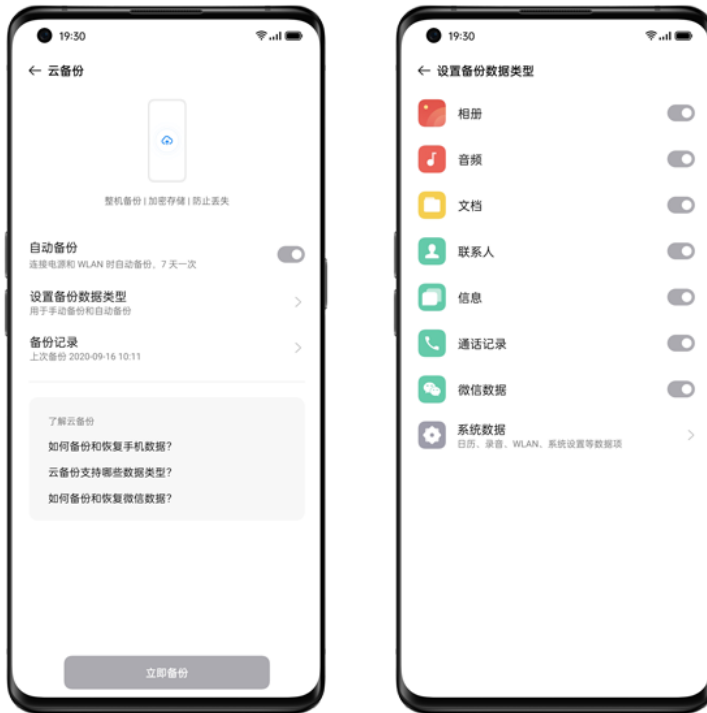 19:30
云备份
整机备份 | 加密存储 | 防止丢失
自动备份
连接电源和 WLAN 时自动备份，7 天一次
设置备份数据类型
用于手动备份和自动备份
备份记录
上次备份 2020-09-16 10:11
了解云备份
如何备份和恢复手机数据？
云备份支持哪些数据类型？
如何备份和恢复微信数据？
立即备份
19:30
设置备份数据类型
相册
音频
文档
联系人
信息
通话记录
微信数据
系统数据
日历、录音、WLAN、系统设置等数据项